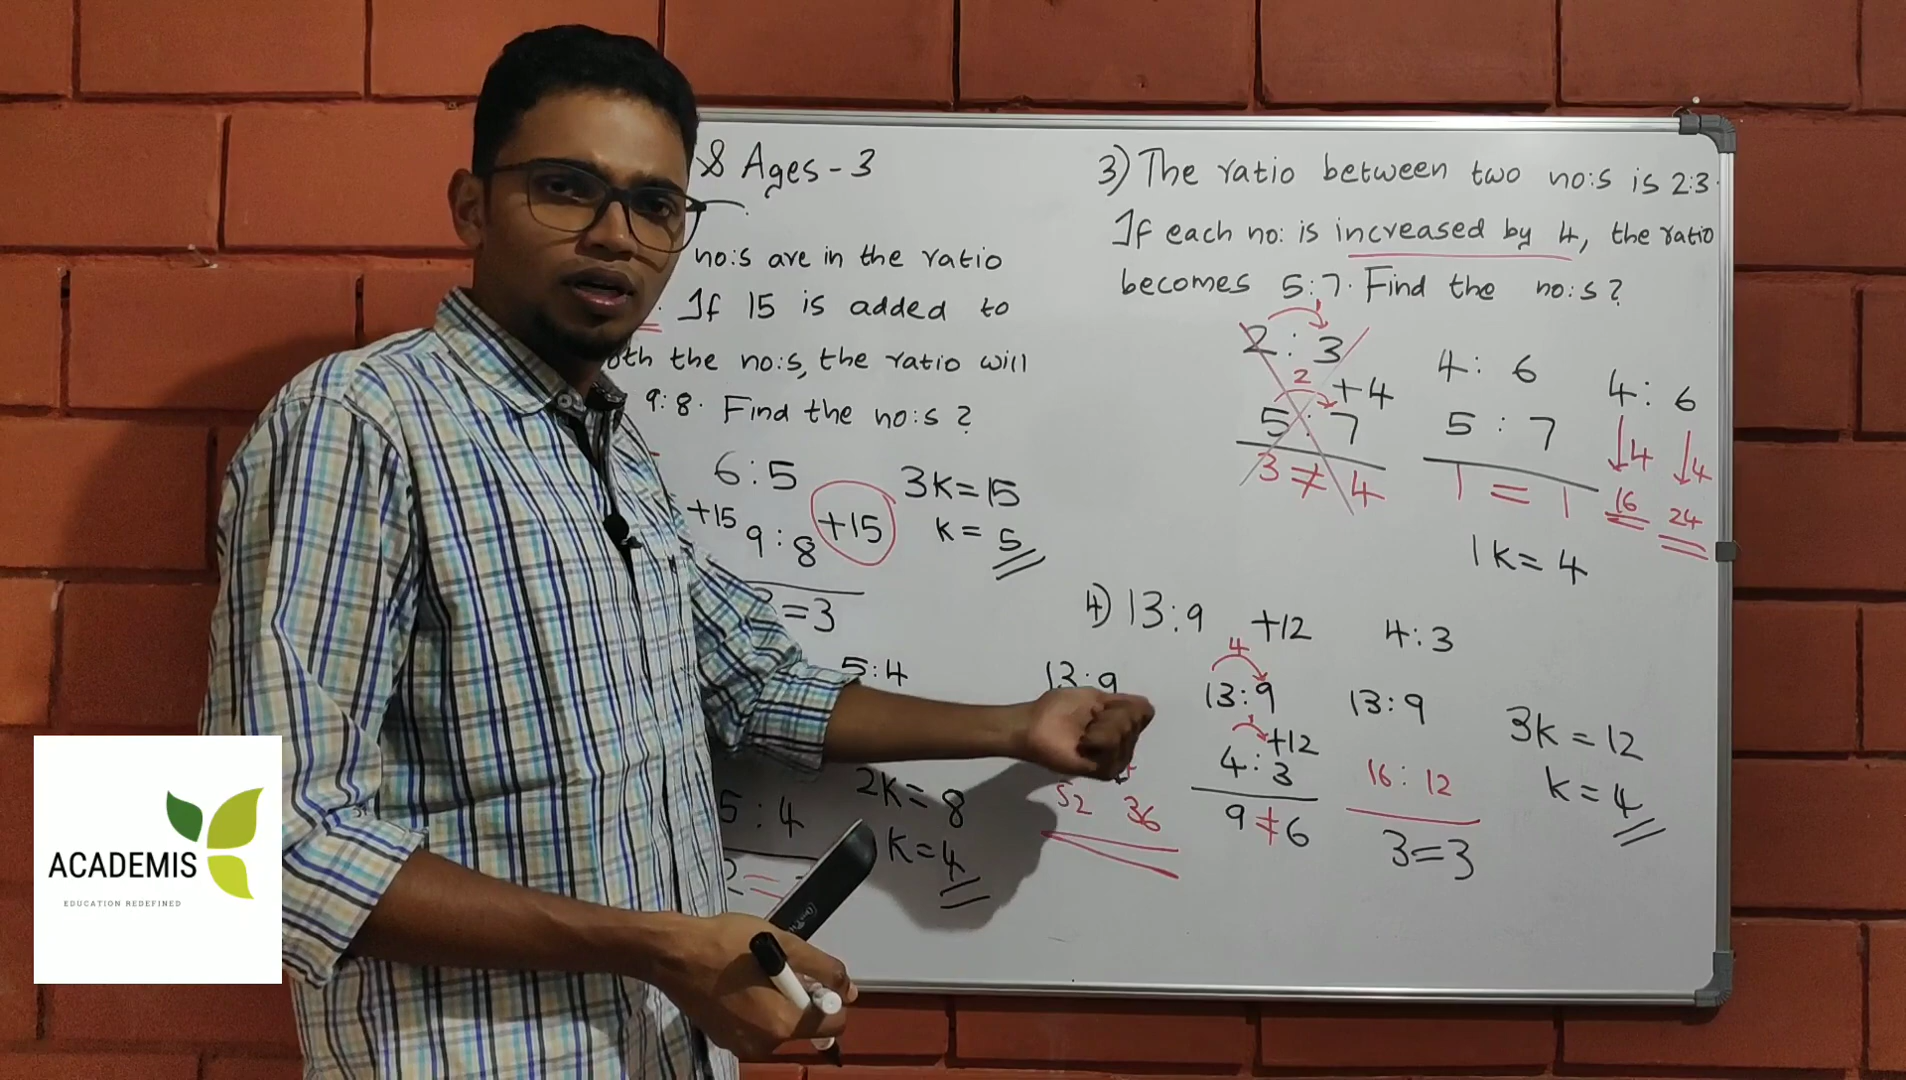 & Ages - 3
no:s are in the ratio
If 15 is added to
the no:s, the ratio will
9:8. Find the no:s ?
6:5
+15
9:8
+15
=3
3k=15
k=5
5:4
5:4
2k=8
k=4
3) The ratio between two no:s is 2:3.
If each no: is increased by 4, the ratio
becomes 5:7. Find the no:s ?
1
2:3
2
+4
5:7
3≠4
4:6
5:7
1=1
4:6
4 4
16 24
1k=4
4) 13:9 +12 4:3
13:9
52 36
4
13:9
1
+12
4:3
9≠6
13:9
16:12
3=3
3k=12
k=4
ACADEMIS
EDUCATION REDEFINED